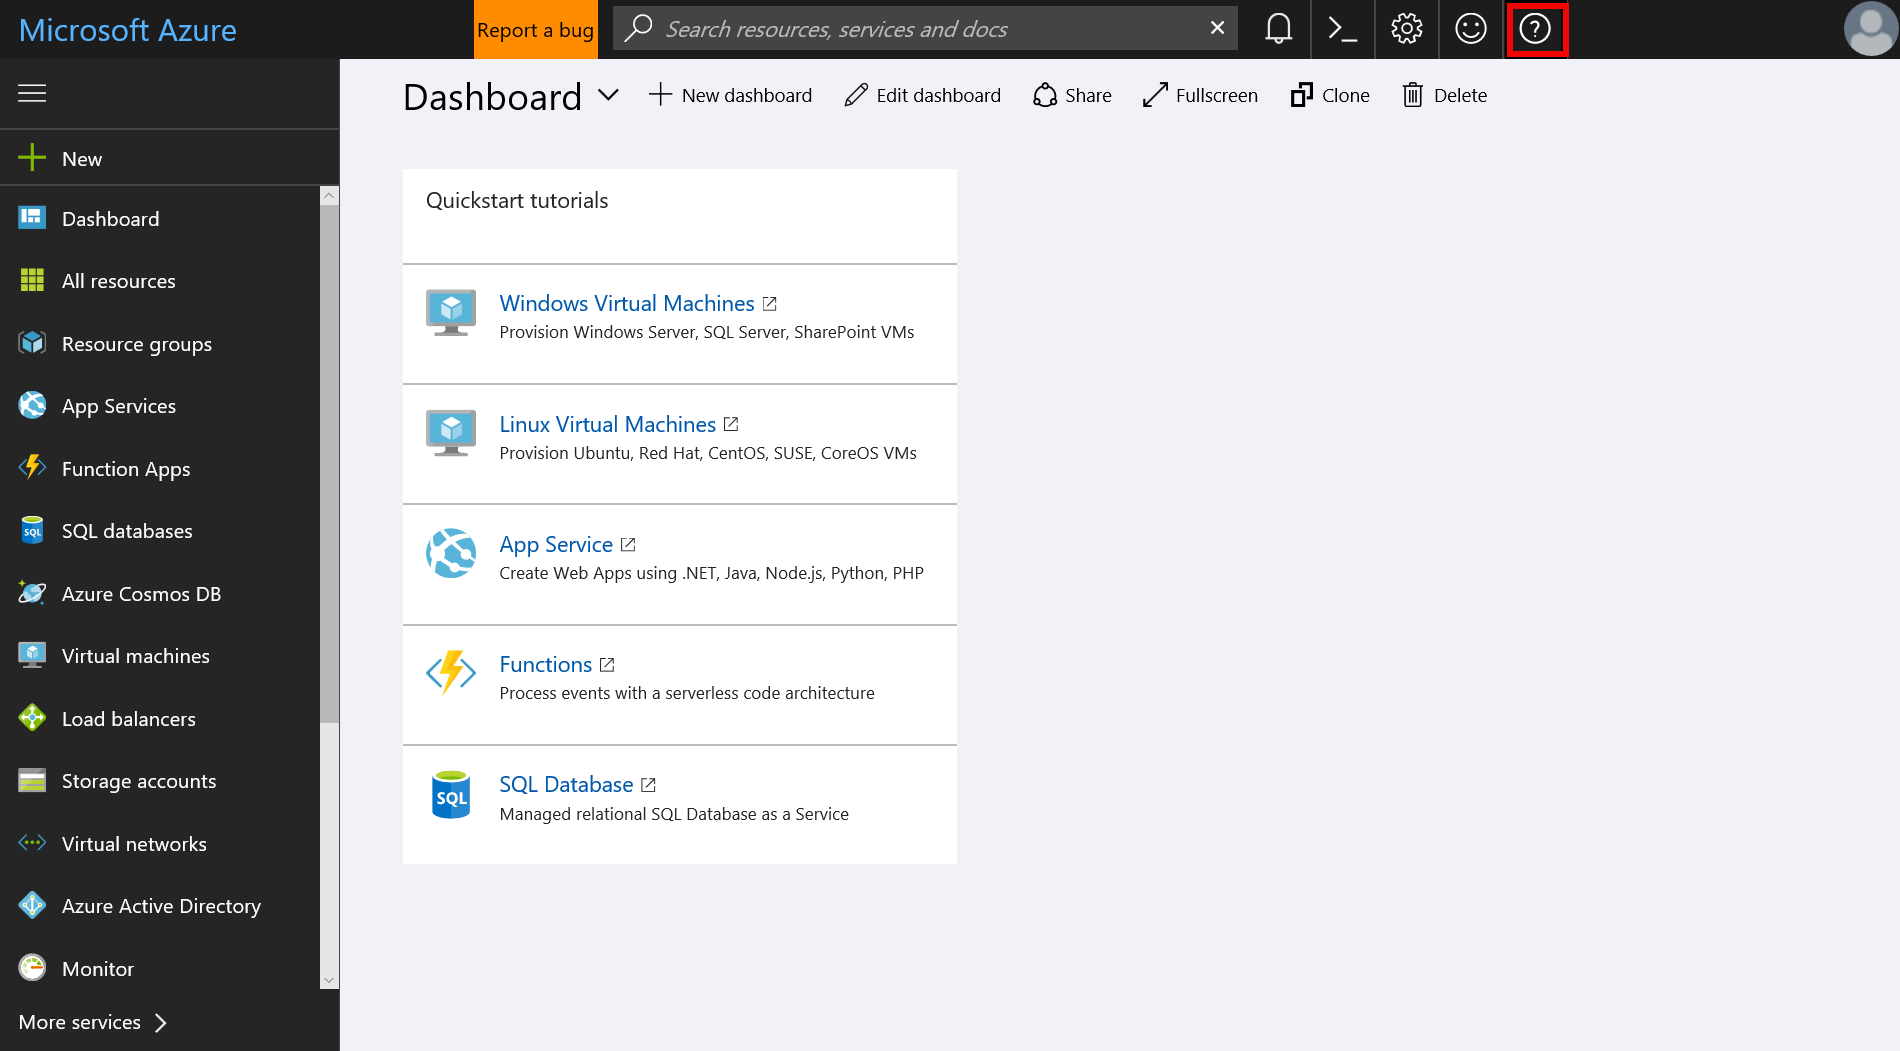 Microsoft Azure
Report a bug
Search resources, services and docs
New
Dashboard
All resources
Resource groups
App Services
Function Apps
SQL
SQL databases
Azure Cosmos DB
Virtual machines
Load balancers
Storage accounts
Virtual networks
Azure Active Directory
Monitor
More services
Dashboard
New dashboard
Edit dashboard
Share
Fullscreen
Clone
Delete
Quickstart tutorials
Windows Virtual Machines
Provision Windows Server, SQL Server, SharePoint VMs
Linux Virtual Machines
Provision Ubuntu, Red Hat, CentOS, SUSE, CoreOS VMs
App Service
Create Web Apps using .NET, Java, Node.js, Python, PHP
Functions
Process events with a serverless code architecture
SQL
SQL Database
Managed relational SQL Database as a Service